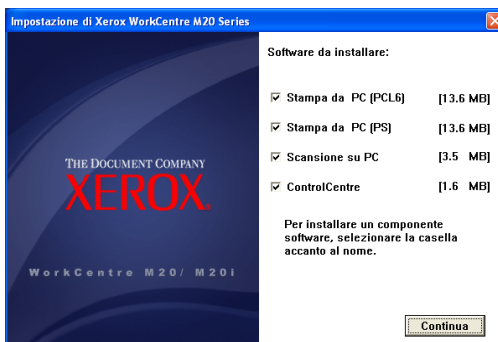 Impostazione di Xerox WorkCentre M20 Series
THE DOCUMENT COMPANY
XEROX.
WorkCentre M20/ M20i
Software da installare:
Stampa da PC (PCL6) [13.6 MB]
Stampa da PC (PS) [13.6 MB]
Scansione su PC [3.5 MB]
ControlCentre [1.6 MB]
Per installare un componente
software, selezionare la casella
accanto al nome.
Continua